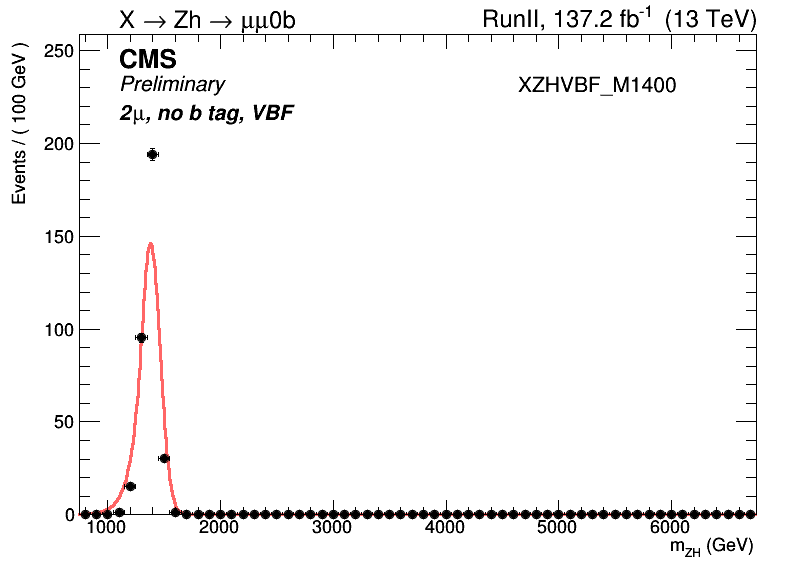 X → Zh → μμ0b
RunII, 137.2 fb-1 (13 TeV)
CMS
Preliminary
2μ, no b tag, VBF
XZHVBF_M1400
Events / ( 100 GeV )
250
200
150
100
50
0
1000 2000 3000 4000 5000 6000
mZH (GeV)